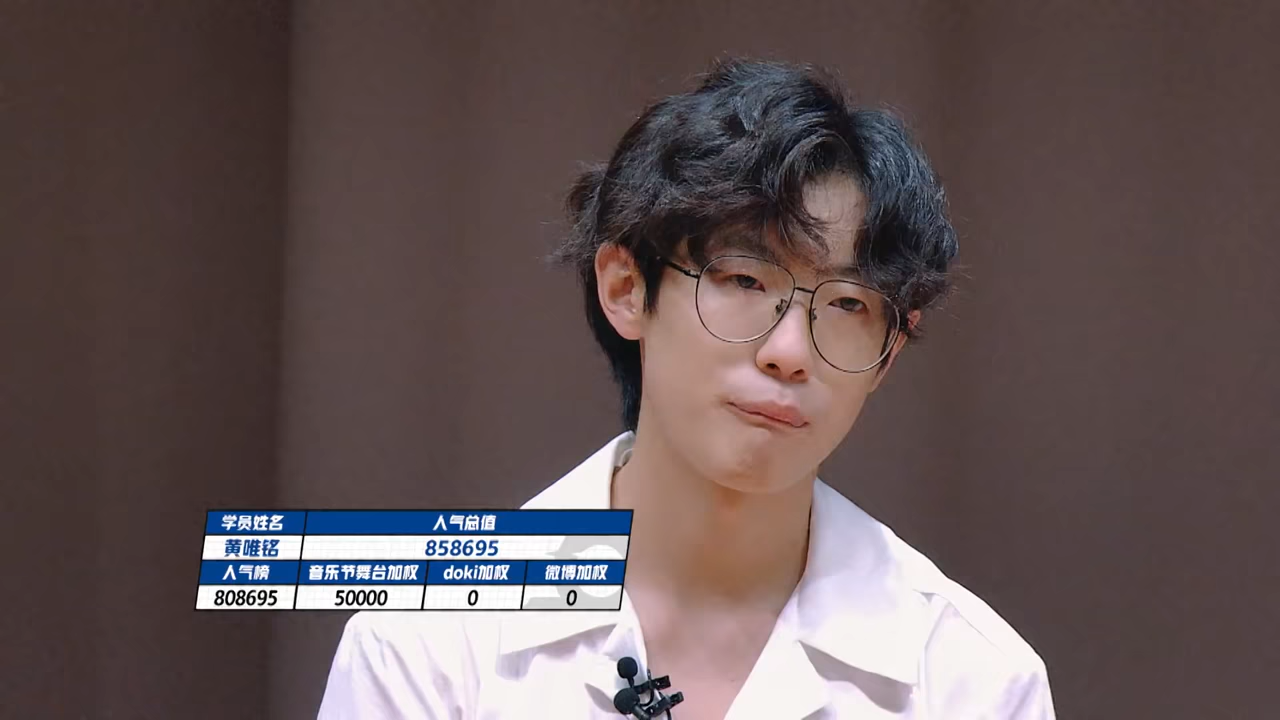 学员姓名 人气总值
黄唯铭 858695
人气榜 音乐节舞台加权 doki加权 微博加权
808695 50000 0 0